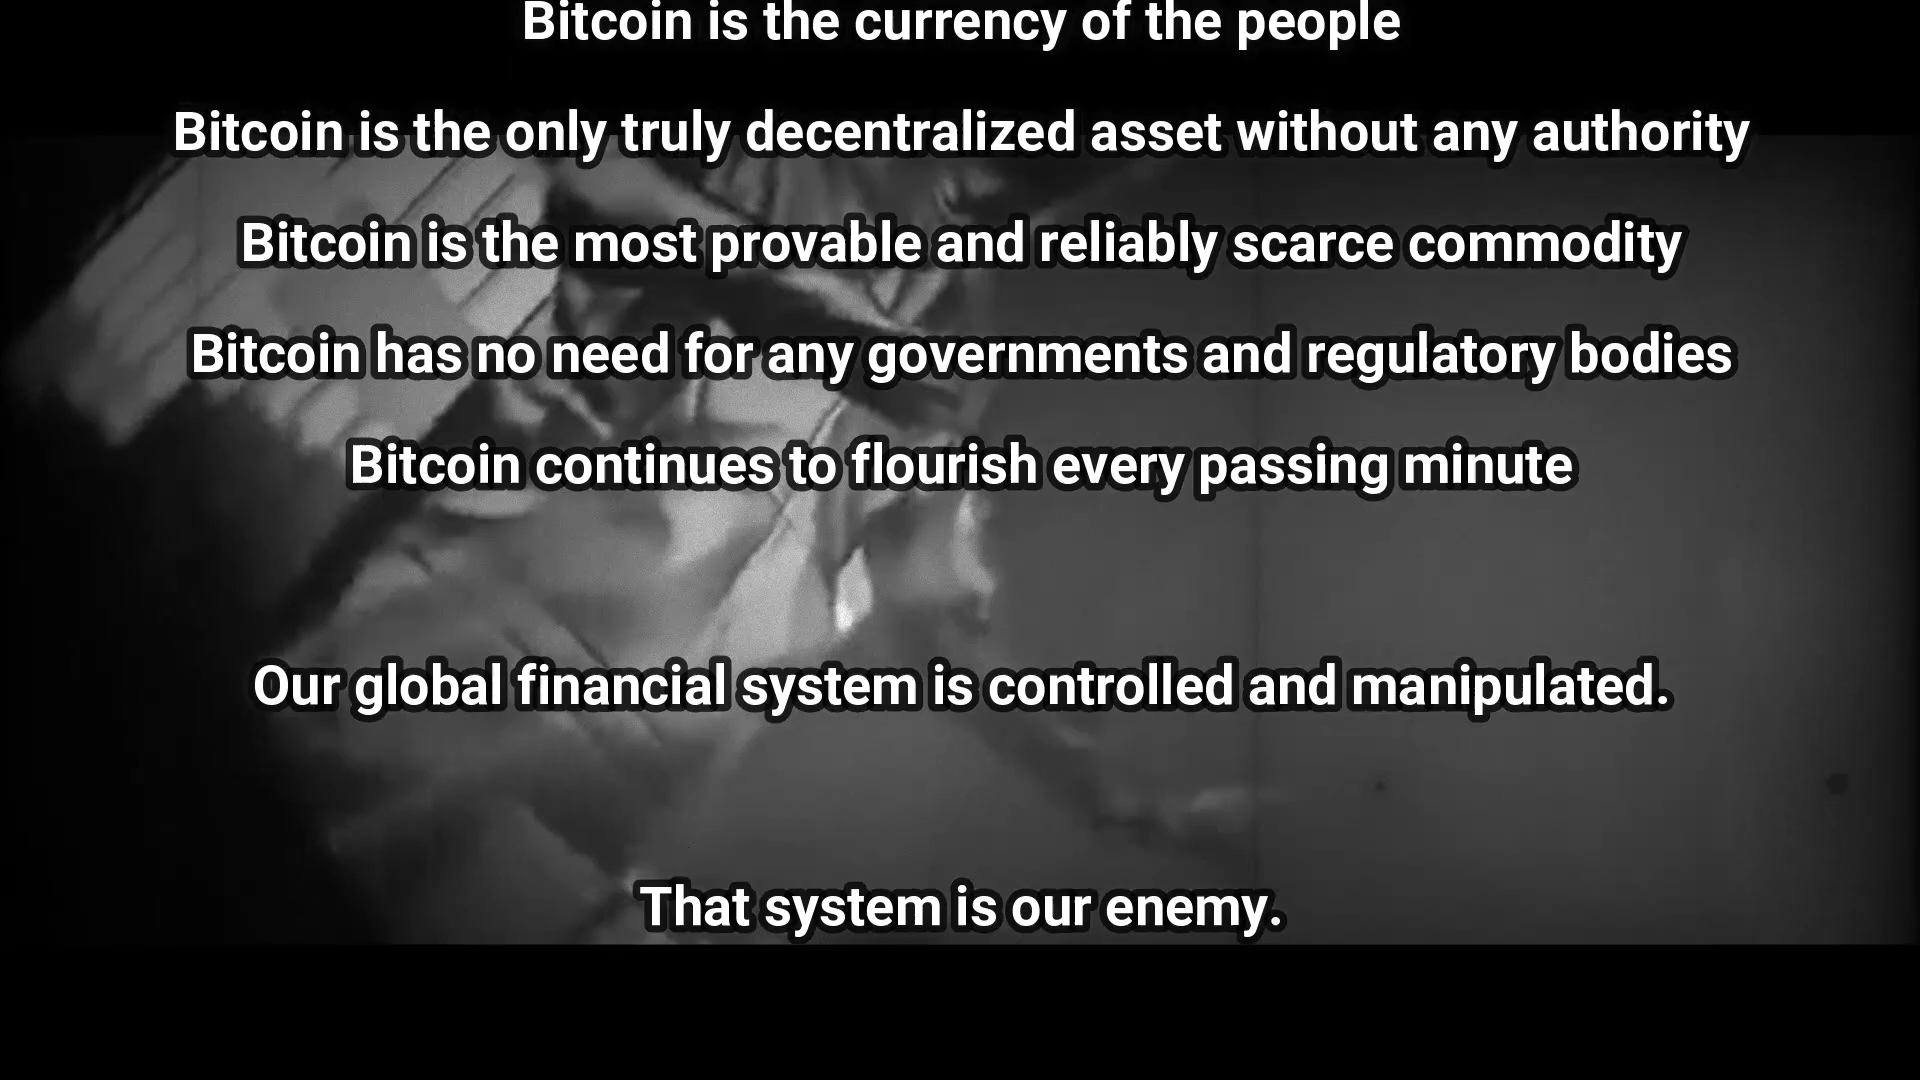 Bitcoin is the currency of the people
Bitcoin is the only truly decentralized asset without any authority
Bitcoin is the most provable and reliably scarce commodity
Bitcoin has no need for any governments and regulatory bodies
Bitcoin continues to flourish every passing minute
Our global financial system is controlled and manipulated.
That system is our enemy.